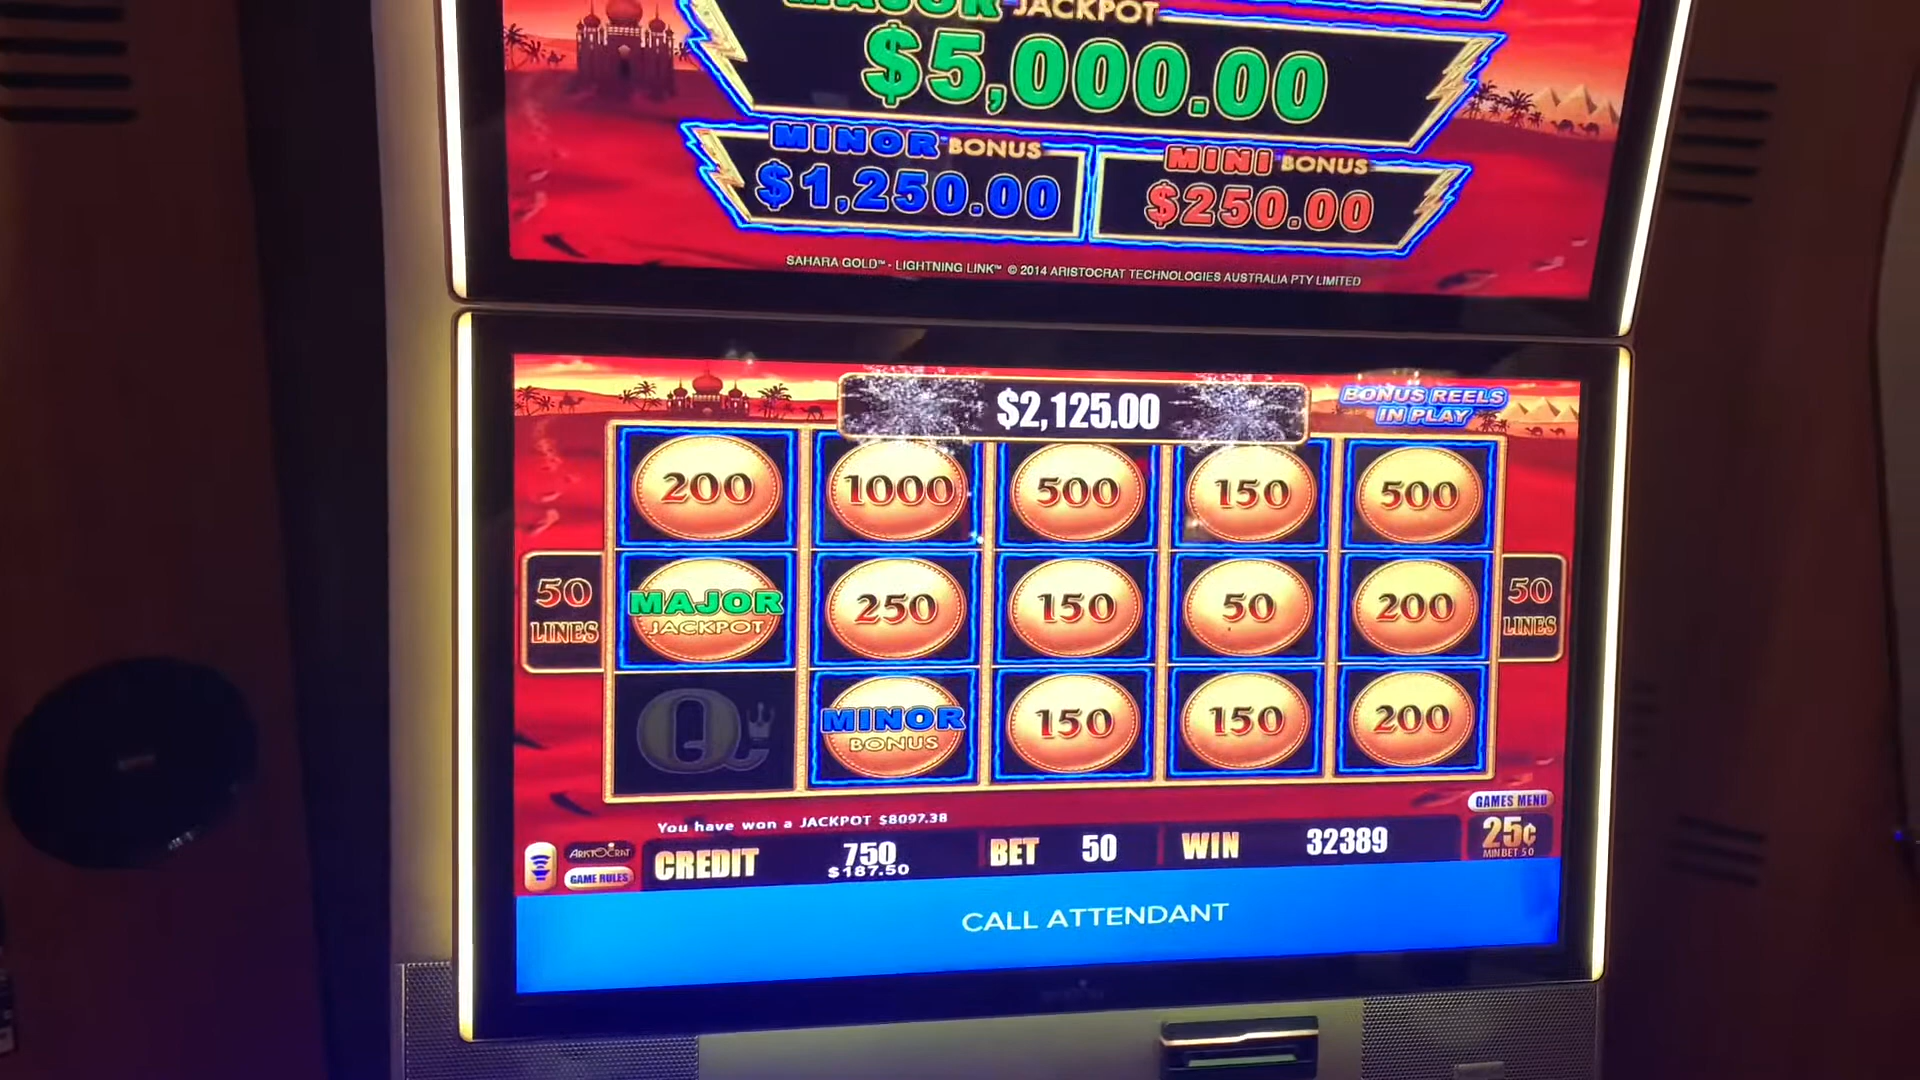 MAJOR JACKPOT
$5,000.00
MINOR BONUS
$1,250.00
MINI BONUS
$250.00
SAHARA GOLD™ - LIGHTNING LINK™ © 2014 ARISTOCRAT TECHNOLOGIES AUSTRALIA PTY LIMITED
$2,125.00
BONUS REELS
IN PLAY
200 1000 500 150 500
50
LINES
MAJOR
JACKPOT
250 150 50 200
50
LINES
Q
MINOR
BONUS
150 150 200
You have won a JACKPOT $8097.38
GAMES MENU
ARISTOCRAT
GAME RULES
CREDIT 750
$187.50
BET 50 WIN 32389
25¢
MIN BET 50
CALL ATTENDANT